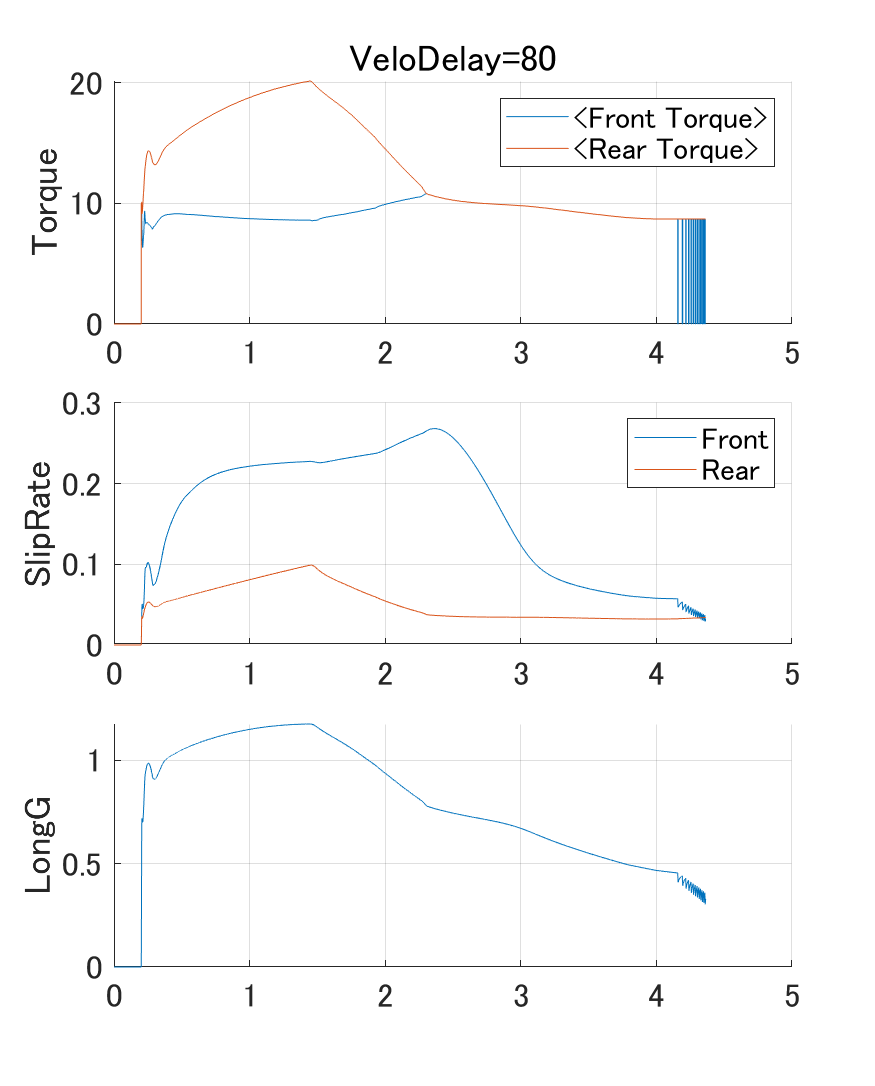 VeloDelay=80
Torque
20
10
0
<Front Torque>
<Rear Torque>
0 1 2 3 4 5
SlipRate
0.3
0.2
0.1
0
Front
Rear
0 1 2 3 4 5
LongG
1
0.5
0
0 1 2 3 4 5